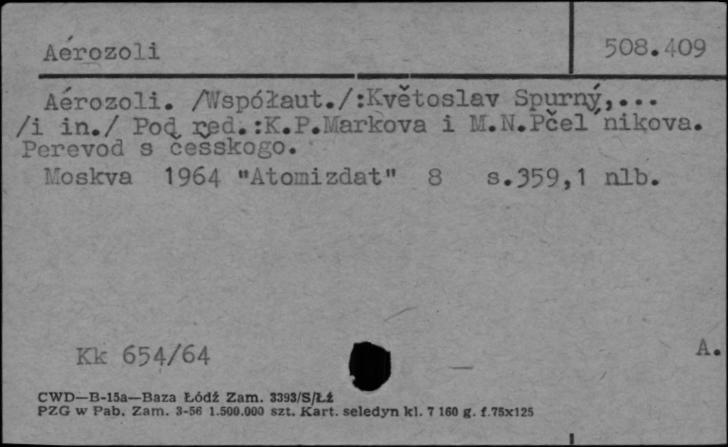 Aérozoli 508.409
Aérozoli. /Współaut./:Květoslav Spurný,...
/i in./ Pod red.:K.P.Markova i M.N.Pčel´nikova.
Perevod s češskogo.
Moskva 1964 "Atomizdat" 8 s.359,1 nlb.
Kk 654/64 A.
CWD—B-15a—Baza Łódź Zam. 3393/S/Łź
PZG w Pab. Zam. 3-56 1.500.000 szt. Kart. seledyn kl. 7 160 g. f.75x125